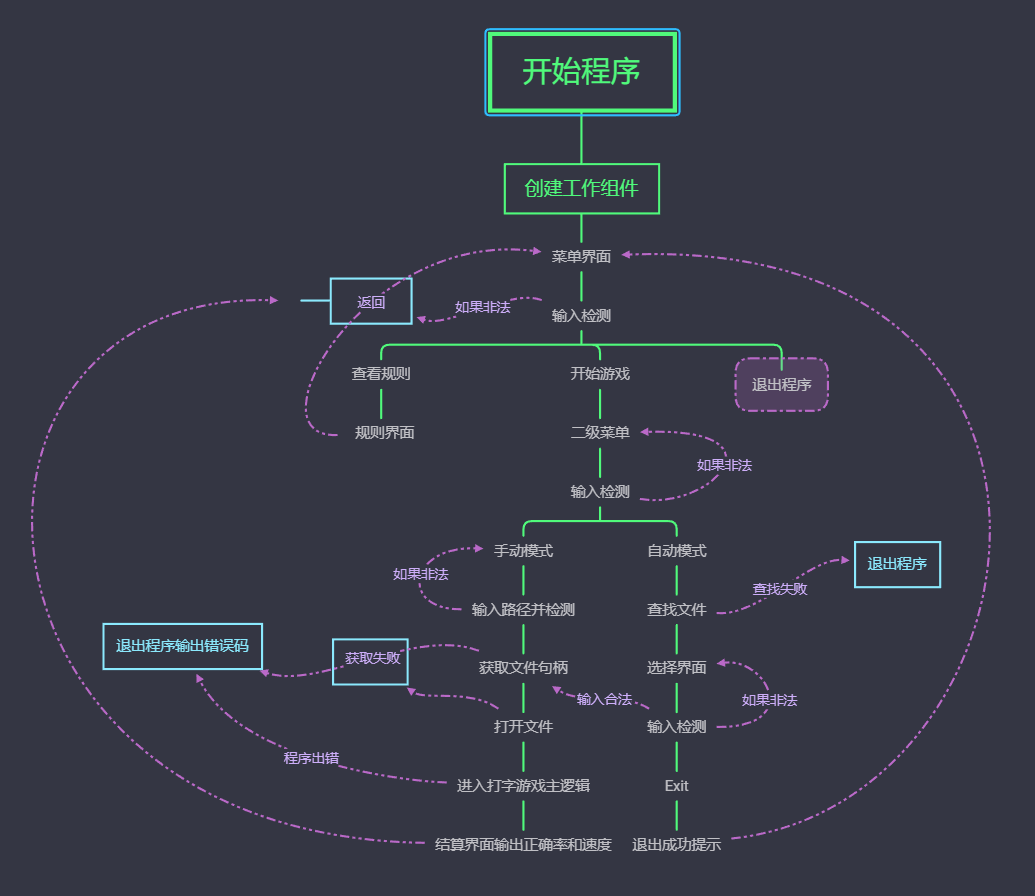 开始程序
创建工作组件
菜单界面
返回
如果非法
输入检测
查看规则
开始游戏
退出程序
规则界面
二级菜单
如果非法
输入检测
手动模式
自动模式
如果非法
查找失败
退出程序
输入路径并检测
查找文件
退出程序输出错误码
获取失败
获取文件句柄
选择界面
输入合法
如果非法
打开文件
输入检测
程序出错
进入打字游戏主逻辑
Exit
结算界面输出正确率和速度
退出成功提示